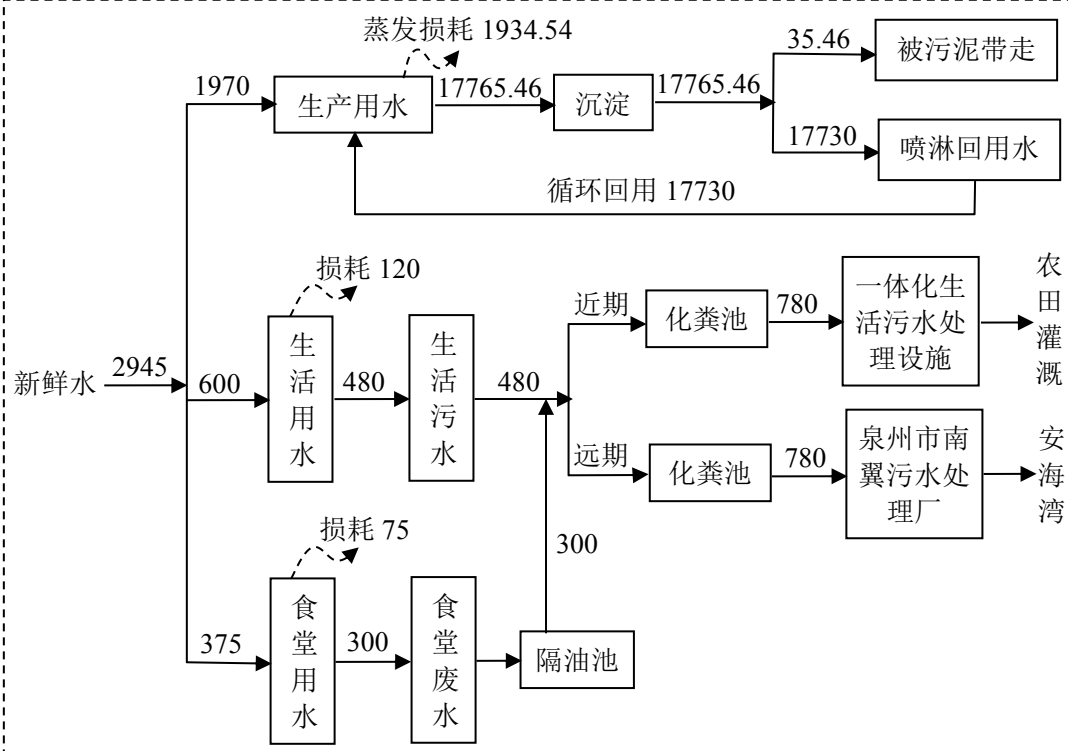 蒸发损耗 1934.54
1970
生产用水
17765.46
沉淀
17765.46
35.46
被污泥带走
17730
喷淋回用水
循环回用 17730
新鲜水
2945
损耗 120
600
生活用水
480
生活污水
480
近期
化粪池
780
一体化生
活污水处
理设施
农田灌溉
远期
化粪池
780
泉州市南
翼污水处
理厂
安海湾
损耗 75
375
食堂用水
300
食堂废水
隔油池
300